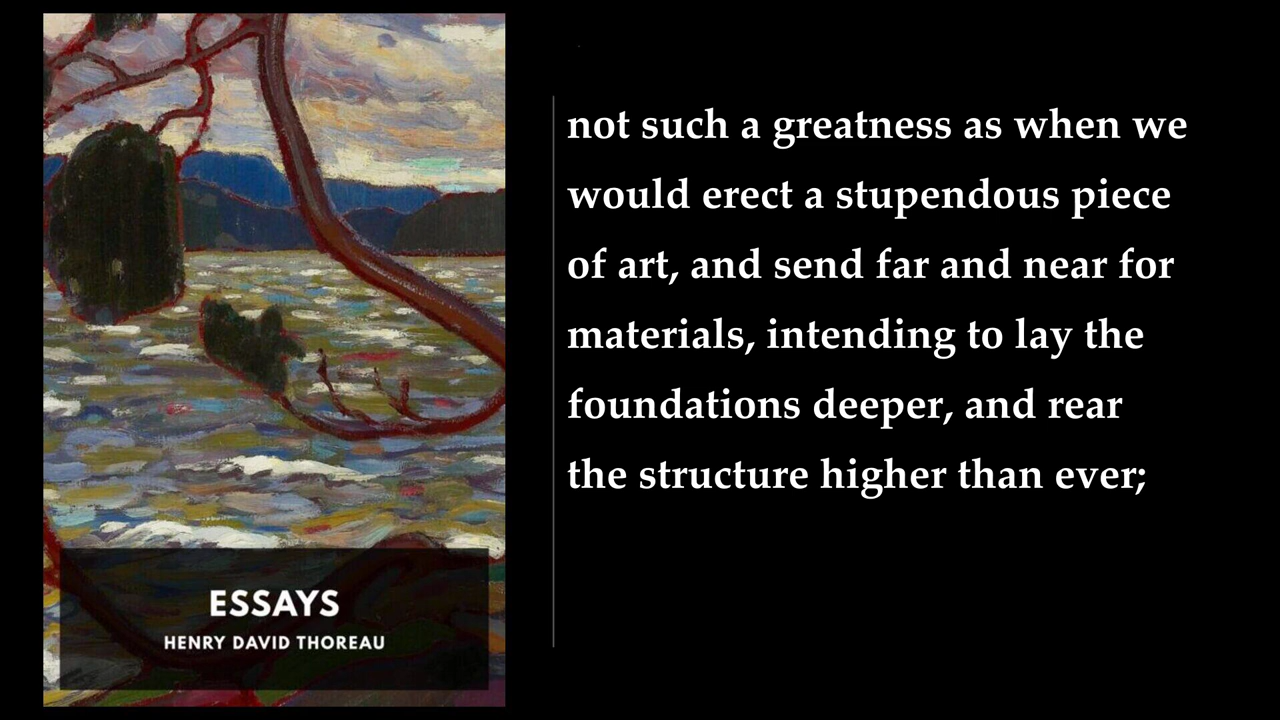 ESSAYS
HENRY DAVID THOREAU
not such a greatness as when we
would erect a stupendous piece
of art, and send far and near for
materials, intending to lay the
foundations deeper, and rear
the structure higher than ever;